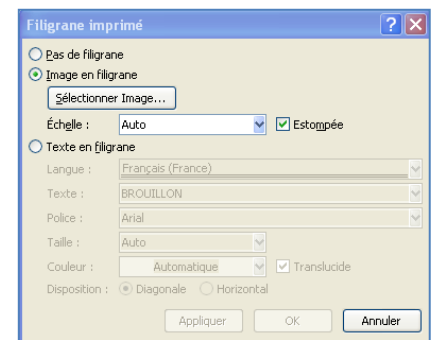 Filigrane imprimé
Pas de filigrane
Image en filigrane
Sélectionner Image...
Échelle : Auto Estompée
Texte en filigrane
Langue : Français (France)
Texte : BROUILLON
Police : Arial
Taille : Auto
Couleur : Automatique Translucide
Disposition : Diagonale Horizontal
Appliquer OK Annuler